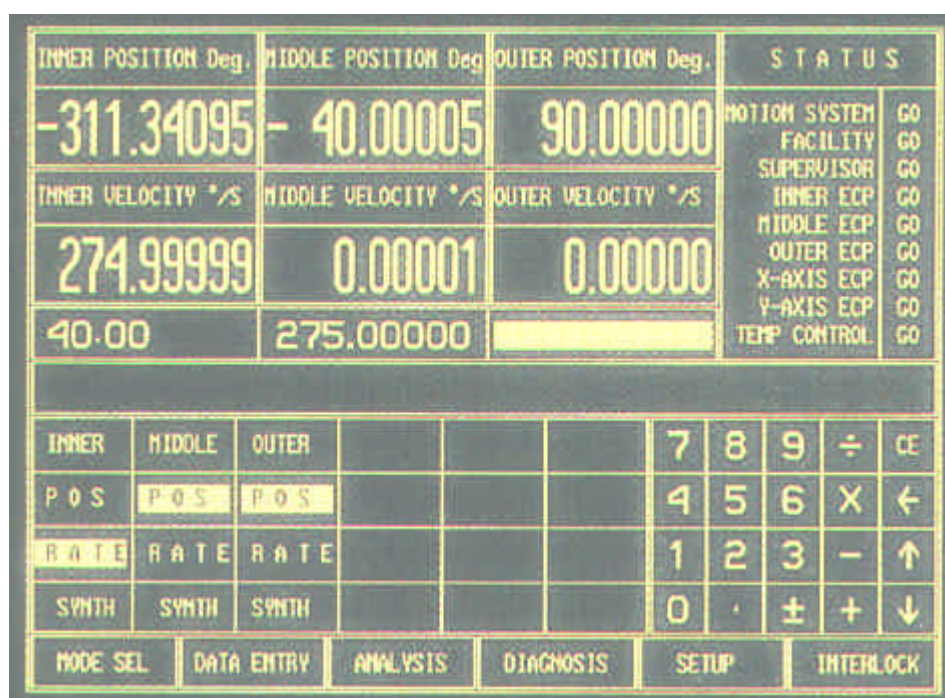 INNER POSITION Deg. MIDDLE POSITION Deg OUTER POSITION Deg. STATUS
-311.34095 - 40.00005 90.00000
MOTION SYSTEM GO
FACILITY GO
SUPERVISOR GO
INNER ECP GO
MIDDLE ECP GO
OUTER ECP GO
X-AXIS ECP GO
Y-AXIS ECP GO
TEMP CONTROL GO
INNER VELOCITY °/S MIDDLE VELOCITY °/S OUTER VELOCITY °/S
274.99999 0.00001 0.00000
40.00 275.00000
INNER MIDDLE OUTER 7 8 9 ÷ CE
POS POS POS 4 5 6 X ←
RATE RATE RATE 1 2 3 − ↑
SYNTH SYNTH SYNTH 0 . ± + ↓
MODE SEL DATA ENTRY ANALYSIS DIAGNOSIS SETUP INTERLOCK